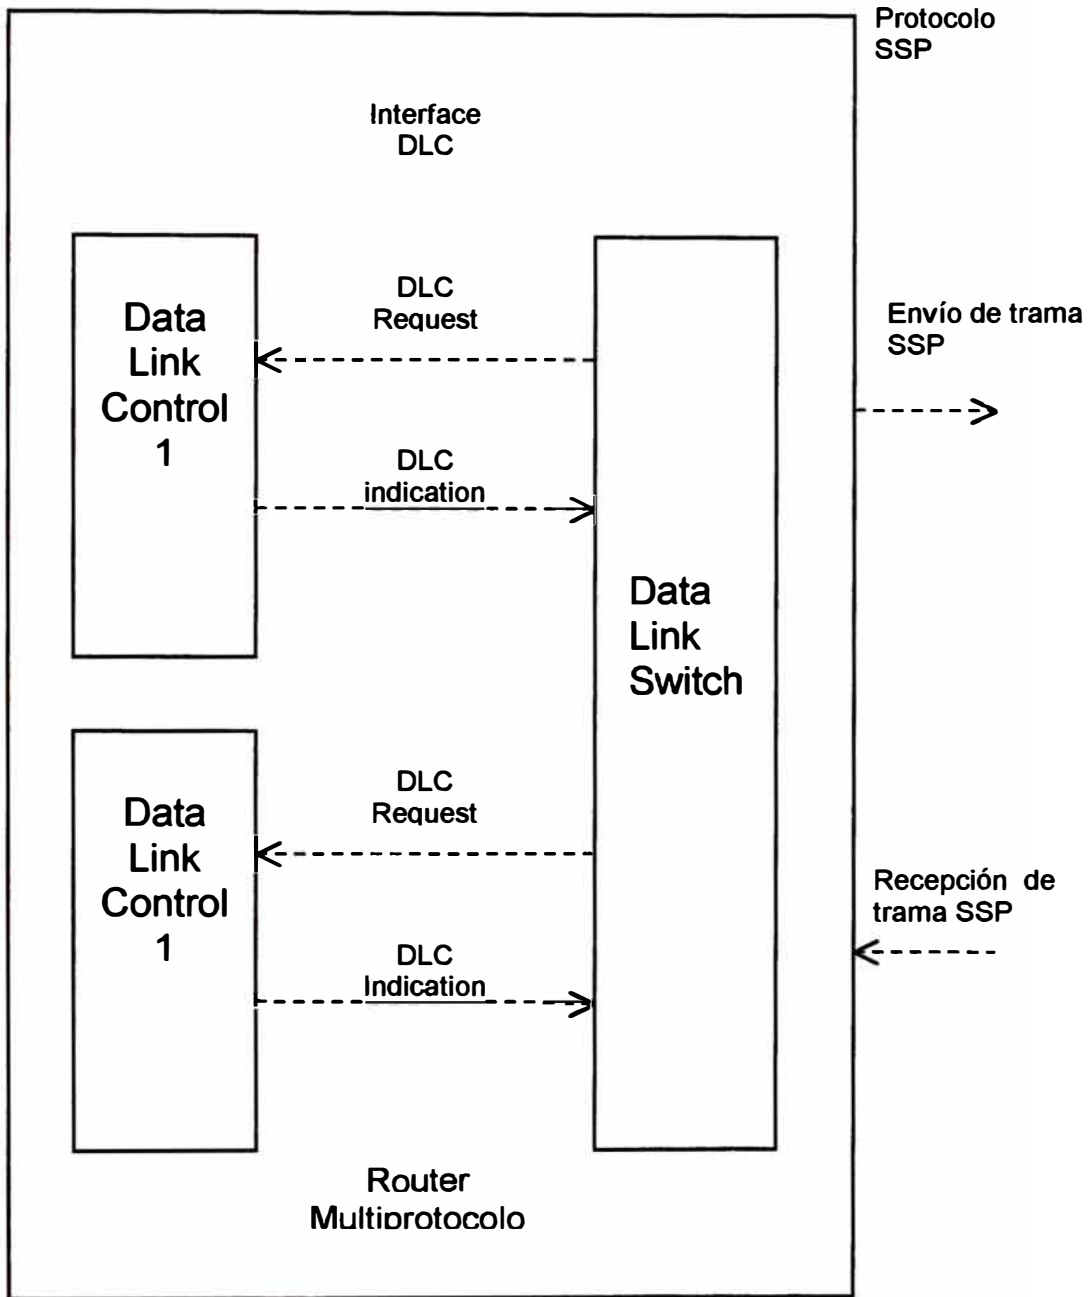 Protocolo
SSP
Interface
DLC
Data
Link
Control
1
DLC
Request
DLC
indication
Data
Link
Switch
Envío de trama
SSP
Data
Link
Control
1
DLC
Request
DLC
Indication
Recepción de
trama SSP
Router
Multiprotocolo